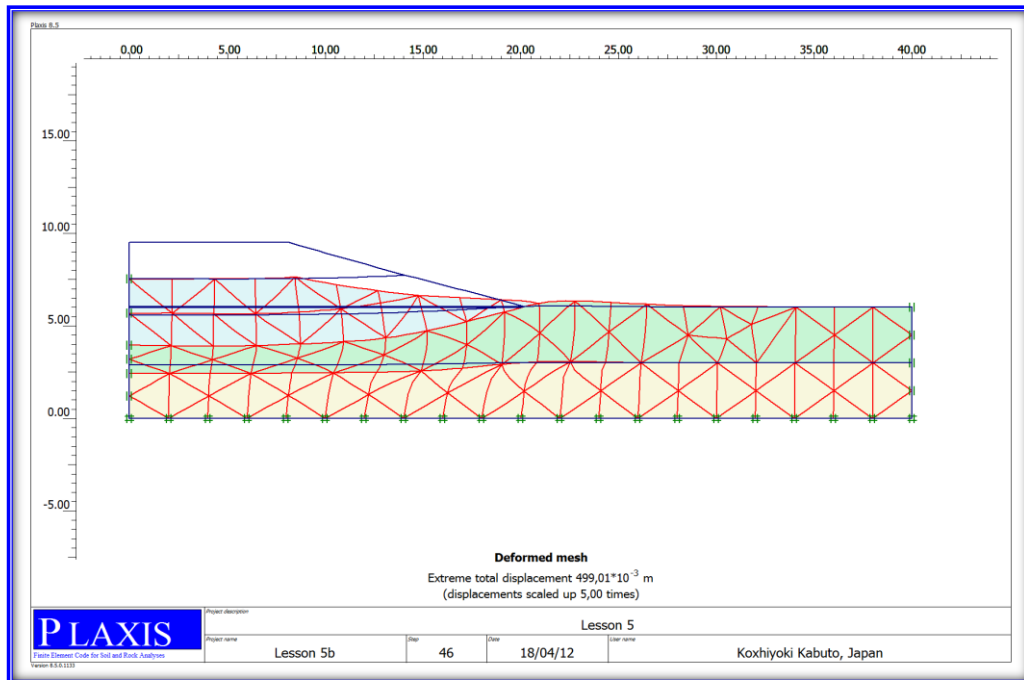 Plaxis 8.5
0,00 5,00 10,00 15,00 20,00 25,00 30,00 35,00 40,00
15.00
10.00
5.00
0.00
-5.00
Deformed mesh
Extreme total displacement 499,01*10⁻³ m
(displacements scaled up 5,00 times)
PLAXIS
Finite Element Code for Soil and Rock Analyses
Version 8.5.0.1133
Project description
Lesson 5
Project name
Lesson 5b
Step
46
Date
18/04/12
User name
Koxhiyoki Kabuto, Japan